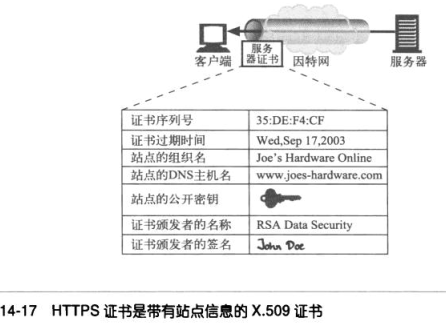 客户端
服务
器证书
因特网
服务器
证书序列号 35:DE:F4:CF
证书过期时间 Wed,Sep 17,2003
站点的组织名 Joe's Hardware Online
站点的DNS主机名 www.joes-hardware.com
站点的公开密钥
证书颁发者的名称 RSA Data Security
证书颁发者的签名 John Doe
14-17 HTTPS 证书是带有站点信息的 X.509 证书